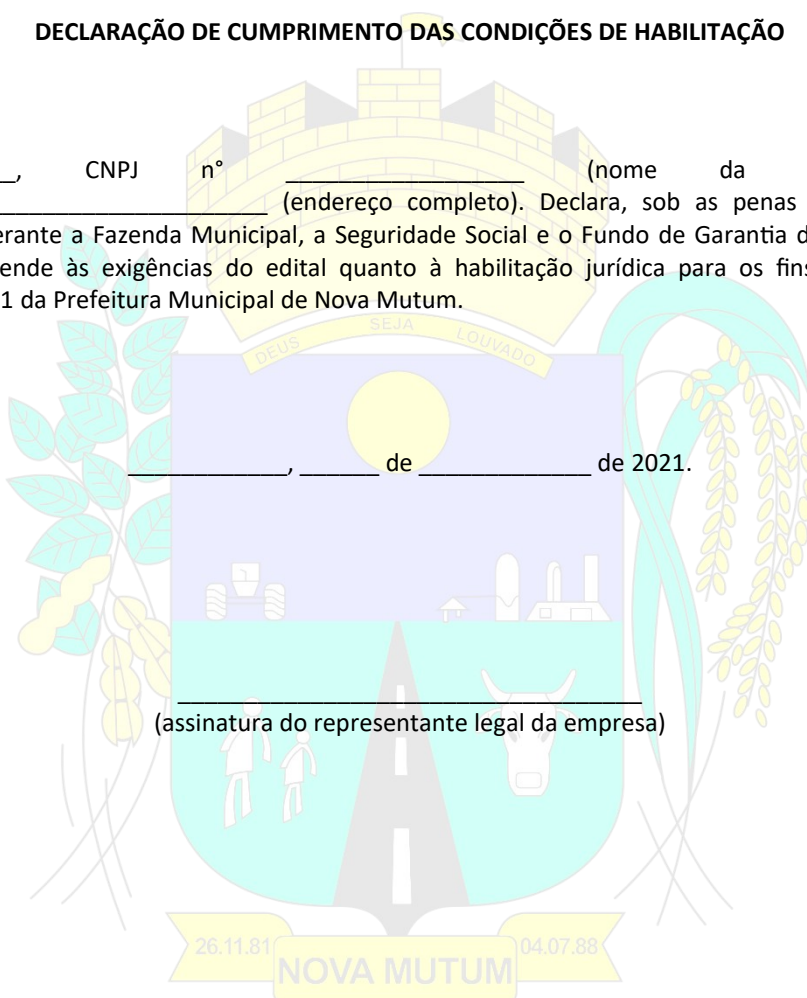 DECLARAÇÃO DE CUMPRIMENTO DAS CONDIÇÕES DE HABILITAÇÃO
__, CNPJ n° __________________ (nome da
_____________________ (endereço completo). Declara, sob as penas
erante a Fazenda Municipal, a Seguridade Social e o Fundo de Garantia d
ende às exigências do edital quanto à habilitação jurídica para os fins
1 da Prefeitura Municipal de Nova Mutum.
DEUS SEJA LOUVADO
____________, ______ de _____________ de 2021.
___________________________________
(assinatura do representante legal da empresa)
26.11.81 04.07.88
NOVA MUTUM